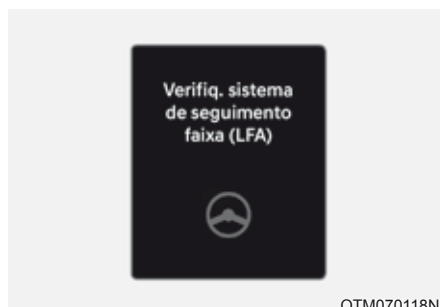 Verifiq. sistema
de seguimento
faixa (LFA)
OTM070118N